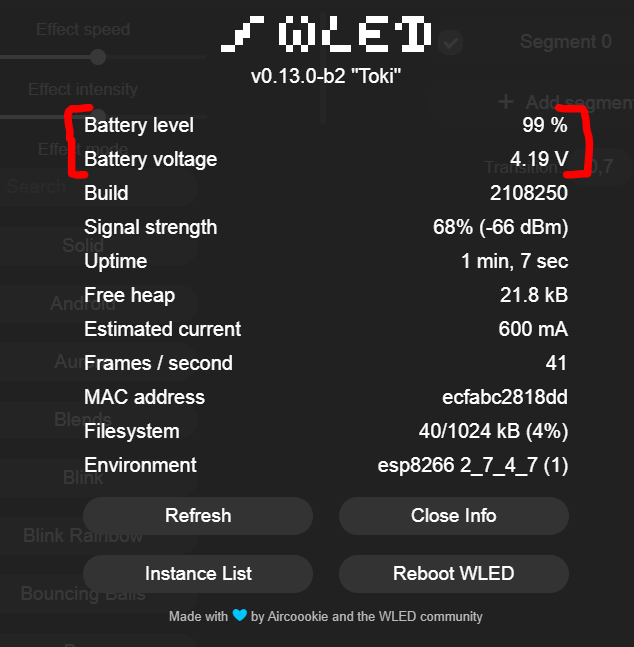 WLED
v0.13.0-b2 "Toki"
Effect speed
Segment 0
Effect intensity
Add segment
Battery level 99 %
Effect mode
Battery voltage 4.19 V
Transition 0,7
Search
Build 2108250
Signal strength 68% (-66 dBm)
Solid
Uptime 1 min, 7 sec
Free heap 21.8 kB
Android
Estimated current 600 mA
Frames / second 41
MAC address ecfabc2818dd
Blends
Filesystem 40/1024 kB (4%)
Environment esp8266 2_7_4_7 (1)
Blink
Refresh Close Info
Blink Rainbow
Instance List Reboot WLED
Bouncing Balls
Made with 💙 by Aircoookie and the WLED community